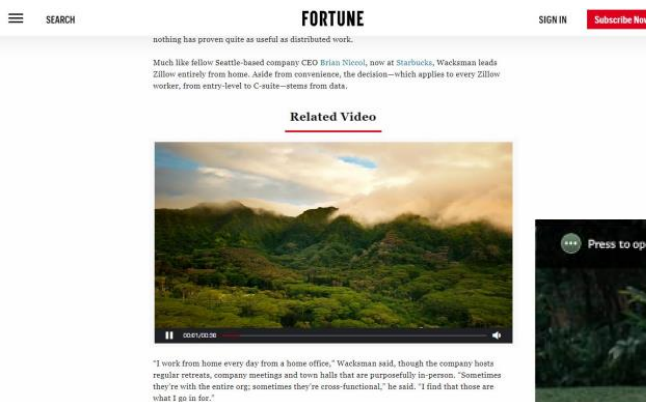 SEARCH
FORTUNE
SIGN IN
Subscribe Now
nothing has proven quite as useful as distributed work.
Much like fellow Seattle-based company CEO Brian Niccol, now at Starbucks, Wacksman leads
Zillow entirely from home. Aside from convenience, the decision—which applies to every Zillow
worker, from entry-level to C-suite—stems from data.
Related Video
Press to op
00:01/00:36
"I work from home every day from a home office," Wacksman said, though the company hosts
regular retreats, company meetings and town halls that are purposefully in-person. "Sometimes
they're with the entire org; sometimes they're cross-functional," he said. "I find that those are
what I go in for."